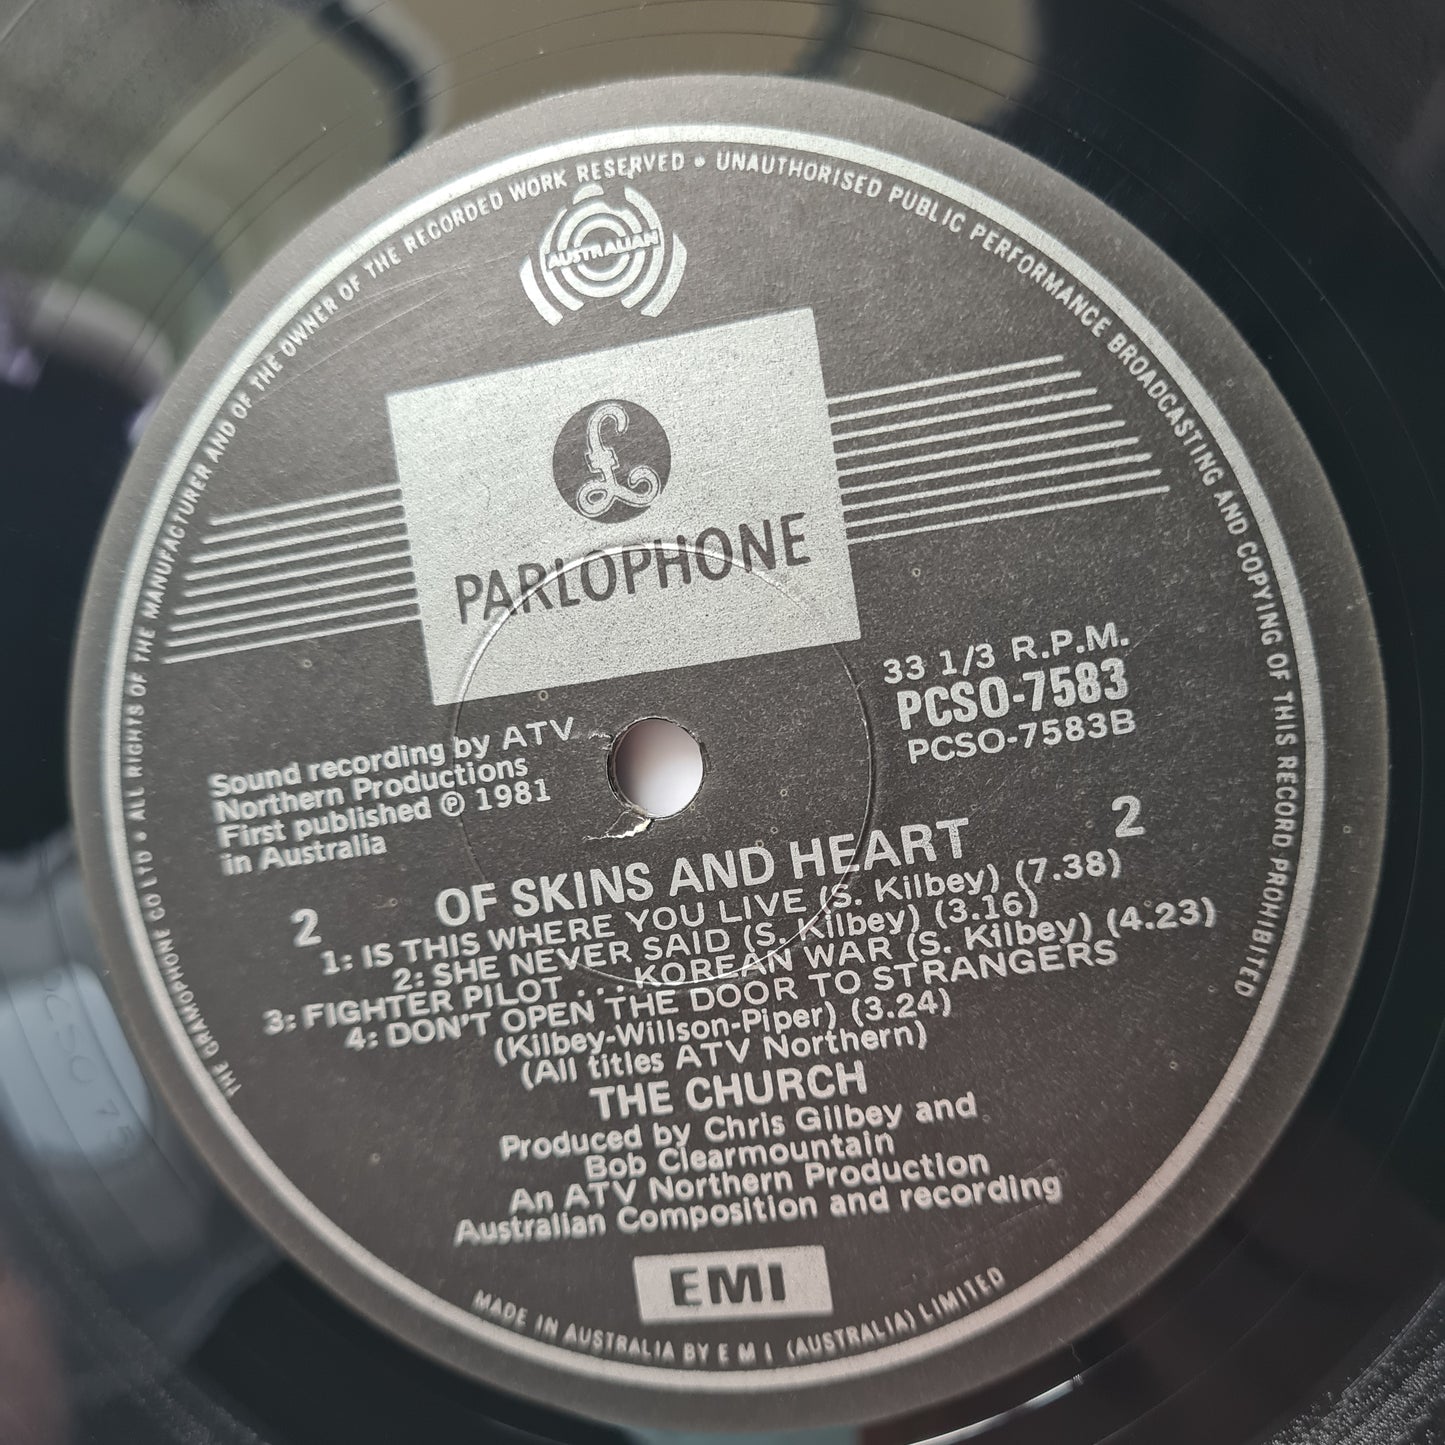 THE GRAMOPHONE CO LTD • ALL RIGHTS OF THE MANUFACTURER AND OF THE OWNER OF THE RECORDED WORK RESERVED • UNAUTHORISED PUBLIC PERFORMANCE BROADCASTING AND COPYING OF THIS RECORD PROHIBITED
AUSTRALIAN
£
PARLOPHONE
33 1/3 R.P.M.
PCSO-7583
PCSO-7583B
Sound recording by ATV
Northern Productions
First published ℗ 1981
in Australia
2
2
OF SKINS AND HEART
1: IS THIS WHERE YOU LIVE (S. Kilbey) (7.38)
2: SHE NEVER SAID (S. Kilbey) (3.16)
3: FIGHTER PILOT . . . KOREAN WAR (S. Kilbey) (4.23)
4: DON'T OPEN THE DOOR TO STRANGERS
(Kilbey-Willson-Piper) (3.24)
(All titles ATV Northern)
THE CHURCH
Produced by Chris Gilbey and
Bob Clearmountain
An ATV Northern Production
Australian Composition and recording
EMI
MADE IN AUSTRALIA BY E M I (AUSTRALIA) LIMITED